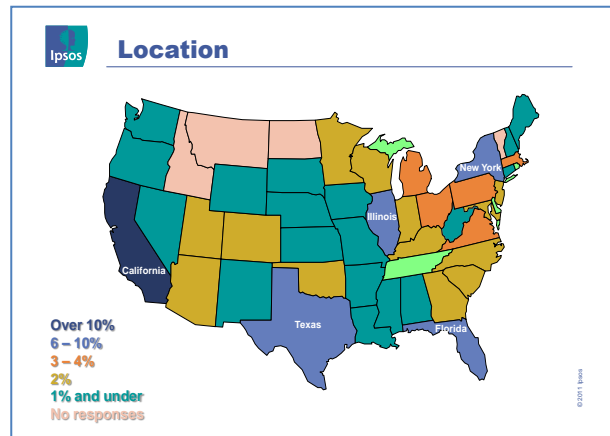 Ipsos
Location
New York
Illinois
California
Texas
Florida
Over 10%
6 – 10%
3 – 4%
2%
1% and under
No responses
© 2011 Ipsos